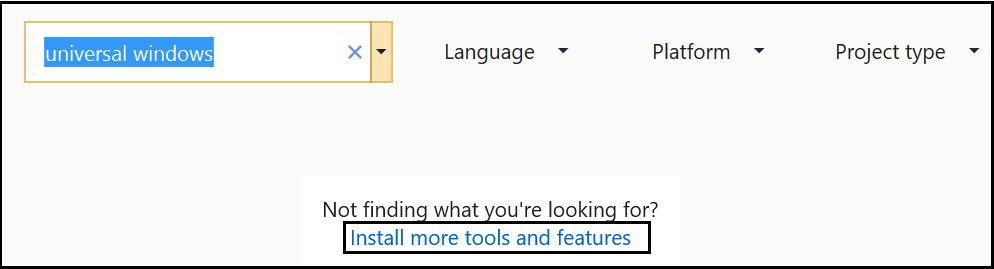 universal windows
Language
Platform
Project type
Not finding what you're looking for?
Install more tools and features